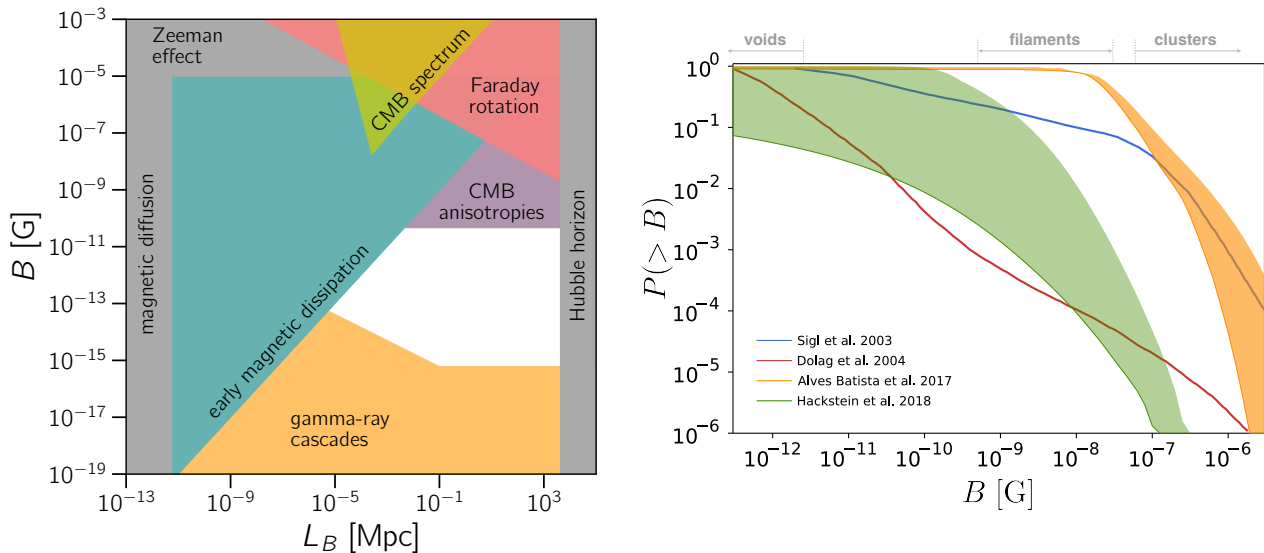 Zeeman
effect
CMB spectrum
Faraday
rotation
magnetic diffusion
CMB
anisotropies
Hubble horizon
early magnetic dissipation
gamma-ray
cascades
B [G]
10⁻³
10⁻⁵
10⁻⁷
10⁻⁹
10⁻¹¹
10⁻¹³
10⁻¹⁵
10⁻¹⁷
10⁻¹⁹
10⁻¹³
10⁻⁹
10⁻⁵
10⁻¹
10³
L_B [Mpc]
voids
filaments
clusters
P(> B)
10⁰
10⁻¹
10⁻²
10⁻³
10⁻⁴
10⁻⁵
10⁻⁶
Sigl et al. 2003
Dolag et al. 2004
Alves Batista et al. 2017
Hackstein et al. 2018
10⁻¹²
10⁻¹¹
10⁻¹⁰
10⁻⁹
10⁻⁸
10⁻⁷
10⁻⁶
B [G]